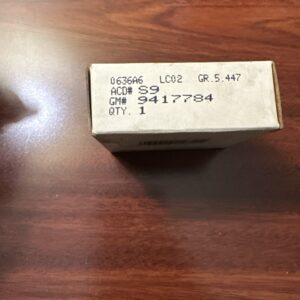 0636A6 LC02 GR.5.447
ACD# S9
GM# 9417784
QTY. 1